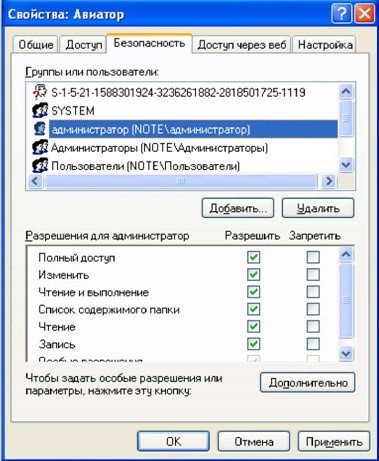 Свойства: Авиатор
Общие Доступ Безопасность Доступ через веб Настройка
Группы или пользователи:
S-1-5-21-1588301924-3236261882-2818501725-1119
SYSTEM
администратор (NOTE\администратор)
Администраторы (NOTE\Администраторы)
Пользователи (NOTE\Пользователи)
Добавить... Удалить
Разрешения для администратор Разрешить Запретить
Полный доступ
Изменить
Чтение и выполнение
Список содержимого папки
Чтение
Запись
Особые разрешения
Чтобы задать особые разрешения или
параметры, нажмите эту кнопку:
Дополнительно
OK Отмена Применить